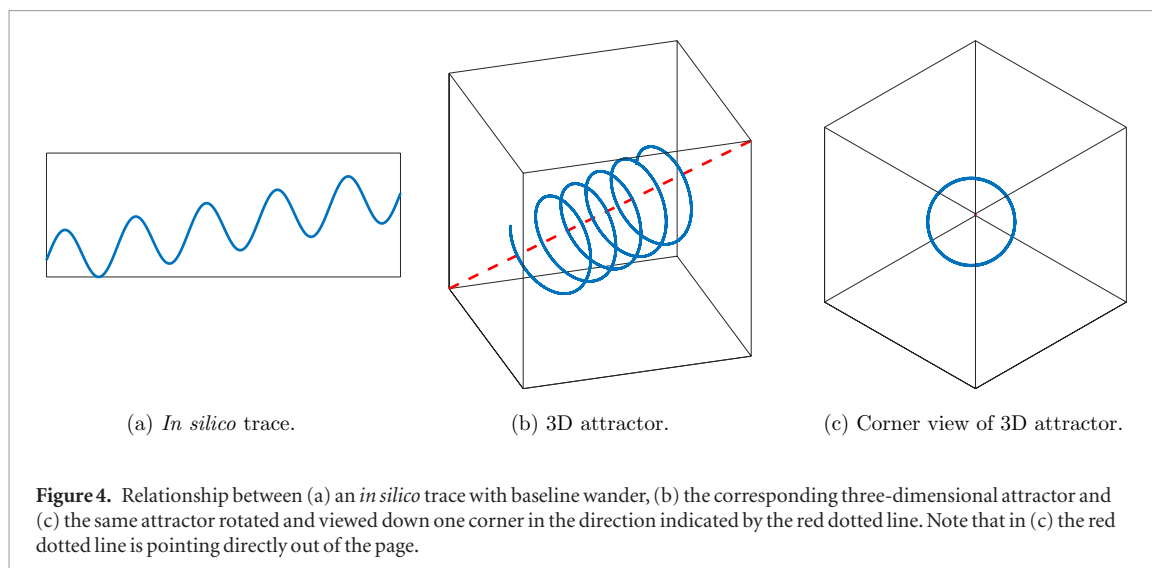 (a) In silico trace.
(b) 3D attractor.
(c) Corner view of 3D attractor.
Figure 4. Relationship between (a) an in silico trace with baseline wander, (b) the corresponding three-dimensional attractor and
(c) the same attractor rotated and viewed down one corner in the direction indicated by the red dotted line. Note that in (c) the red
dotted line is pointing directly out of the page.